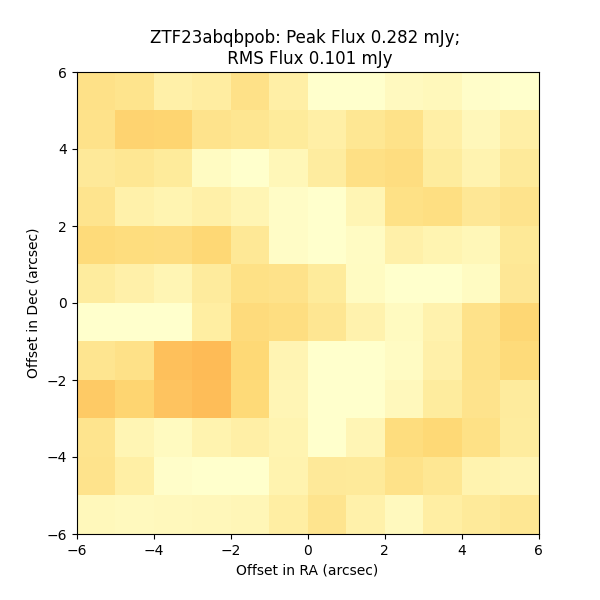 ZTF23abqbpob: Peak Flux 0.282 mJy;
RMS Flux 0.101 mJy
6
4
2
0
−2
−4
−6
Offset in Dec (arcsec)
−6 −4 −2 0 2 4 6
Offset in RA (arcsec)